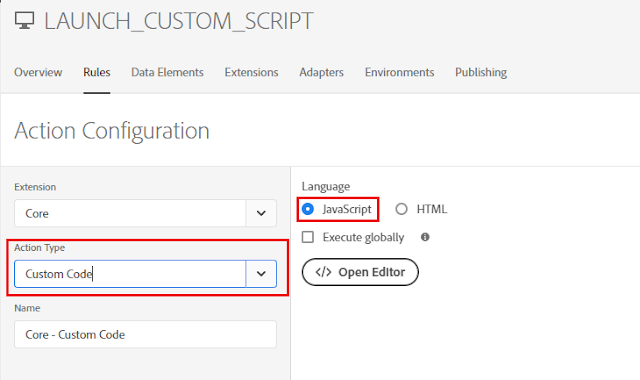 LAUNCH_CUSTOM_SCRIPT
Overview Rules Data Elements Extensions Adapters Environments Publishing
Action Configuration
Extension
Core
Action Type
Custom Code
Name
Core - Custom Code
Language
JavaScript HTML
Execute globally
</> Open Editor